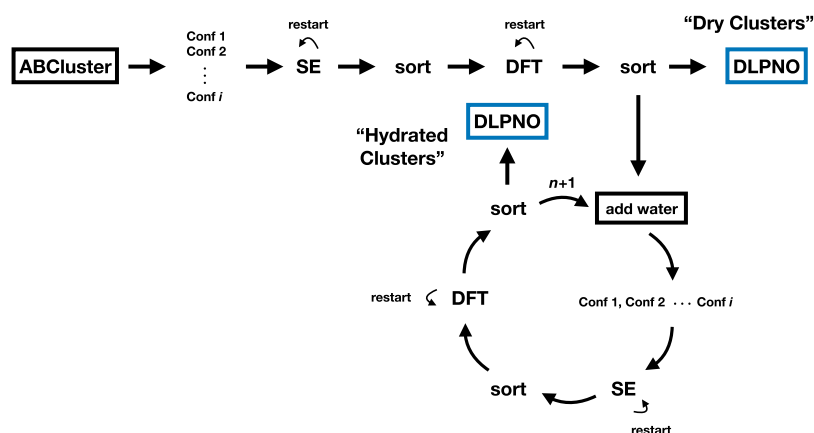 “Dry Clusters”
restart
restart
Conf 1
Conf 2
⋮
Conf i
ABCluster
SE
sort
DFT
sort
DLPNO
“Hydrated
Clusters”
DLPNO
n+1
sort
add water
restart
DFT
Conf 1, Conf 2 ⋯ Conf i
sort
SE
restart